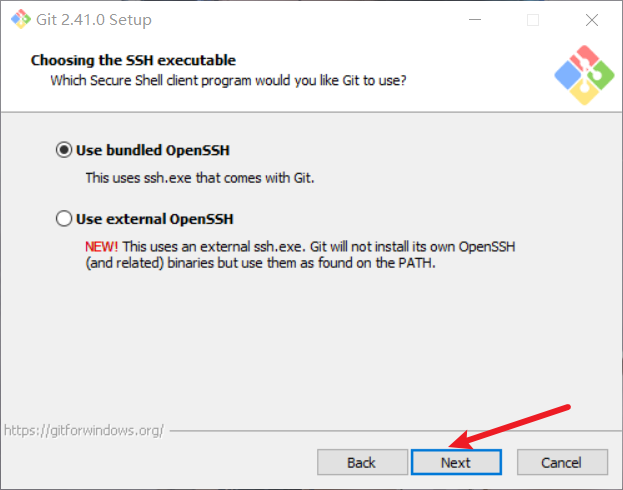 Git 2.41.0 Setup
Choosing the SSH executable
Which Secure Shell client program would you like Git to use?
Use bundled OpenSSH
This uses ssh.exe that comes with Git.
Use external OpenSSH
NEW! This uses an external ssh.exe. Git will not install its own OpenSSH
(and related) binaries but use them as found on the PATH.
https://gitforwindows.org/
Back Next Cancel